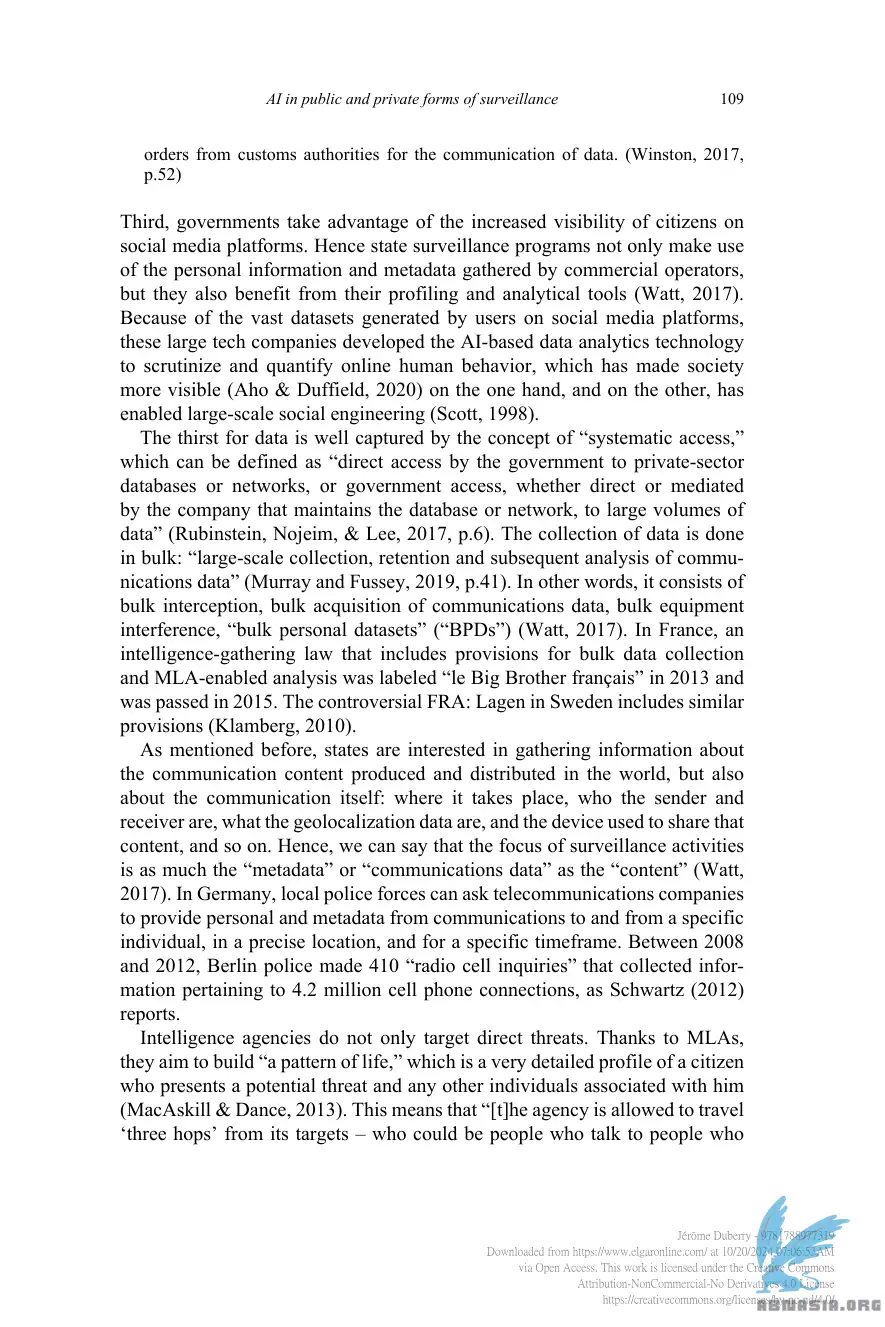 AI in public and private forms of surveillance 109
orders from customs authorities for the communication of data. (Winston, 2017,
p.52)
Third, governments take advantage of the increased visibility of citizens on
social media platforms. Hence state surveillance programs not only make use
of the personal information and metadata gathered by commercial operators,
but they also benefit from their profiling and analytical tools (Watt, 2017).
Because of the vast datasets generated by users on social media platforms,
these large tech companies developed the AI-based data analytics technology
to scrutinize and quantify online human behavior, which has made society
more visible (Aho & Duffield, 2020) on the one hand, and on the other, has
enabled large-scale social engineering (Scott, 1998).
The thirst for data is well captured by the concept of “systematic access,”
which can be defined as “direct access by the government to private-sector
databases or networks, or government access, whether direct or mediated
by the company that maintains the database or network, to large volumes of
data” (Rubinstein, Nojeim, & Lee, 2017, p.6). The collection of data is done
in bulk: “large-scale collection, retention and subsequent analysis of commu-
nications data” (Murray and Fussey, 2019, p.41). In other words, it consists of
bulk interception, bulk acquisition of communications data, bulk equipment
interference, “bulk personal datasets” (“BPDs”) (Watt, 2017). In France, an
intelligence-gathering law that includes provisions for bulk data collection
and MLA-enabled analysis was labeled “le Big Brother français” in 2013 and
was passed in 2015. The controversial FRA: Lagen in Sweden includes similar
provisions (Klamberg, 2010).
As mentioned before, states are interested in gathering information about
the communication content produced and distributed in the world, but also
about the communication itself: where it takes place, who the sender and
receiver are, what the geolocalization data are, and the device used to share that
content, and so on. Hence, we can say that the focus of surveillance activities
is as much the “metadata” or “communications data” as the “content” (Watt,
2017). In Germany, local police forces can ask telecommunications companies
to provide personal and metadata from communications to and from a specific
individual, in a precise location, and for a specific timeframe. Between 2008
and 2012, Berlin police made 410 “radio cell inquiries” that collected infor-
mation pertaining to 4.2 million cell phone connections, as Schwartz (2012)
reports.
Intelligence agencies do not only target direct threats. Thanks to MLAs,
they aim to build “a pattern of life,” which is a very detailed profile of a citizen
who presents a potential threat and any other individuals associated with him
(MacAskill & Dance, 2013). This means that “[t]he agency is allowed to travel
‘three hops’ from its targets – who could be people who talk to people who
Jérôme Duberry - 9781788977319
Downloaded from https://www.elgaronline.com/ at 10/20/2024 07:06:52AM
via Open Access. This work is licensed under the Creative Commons
Attribution-NonCommercial-No Derivatives 4.0 License
https://creativecommons.org/licenses/by-nc-nd/4.0/
ABTNASIA.ORG